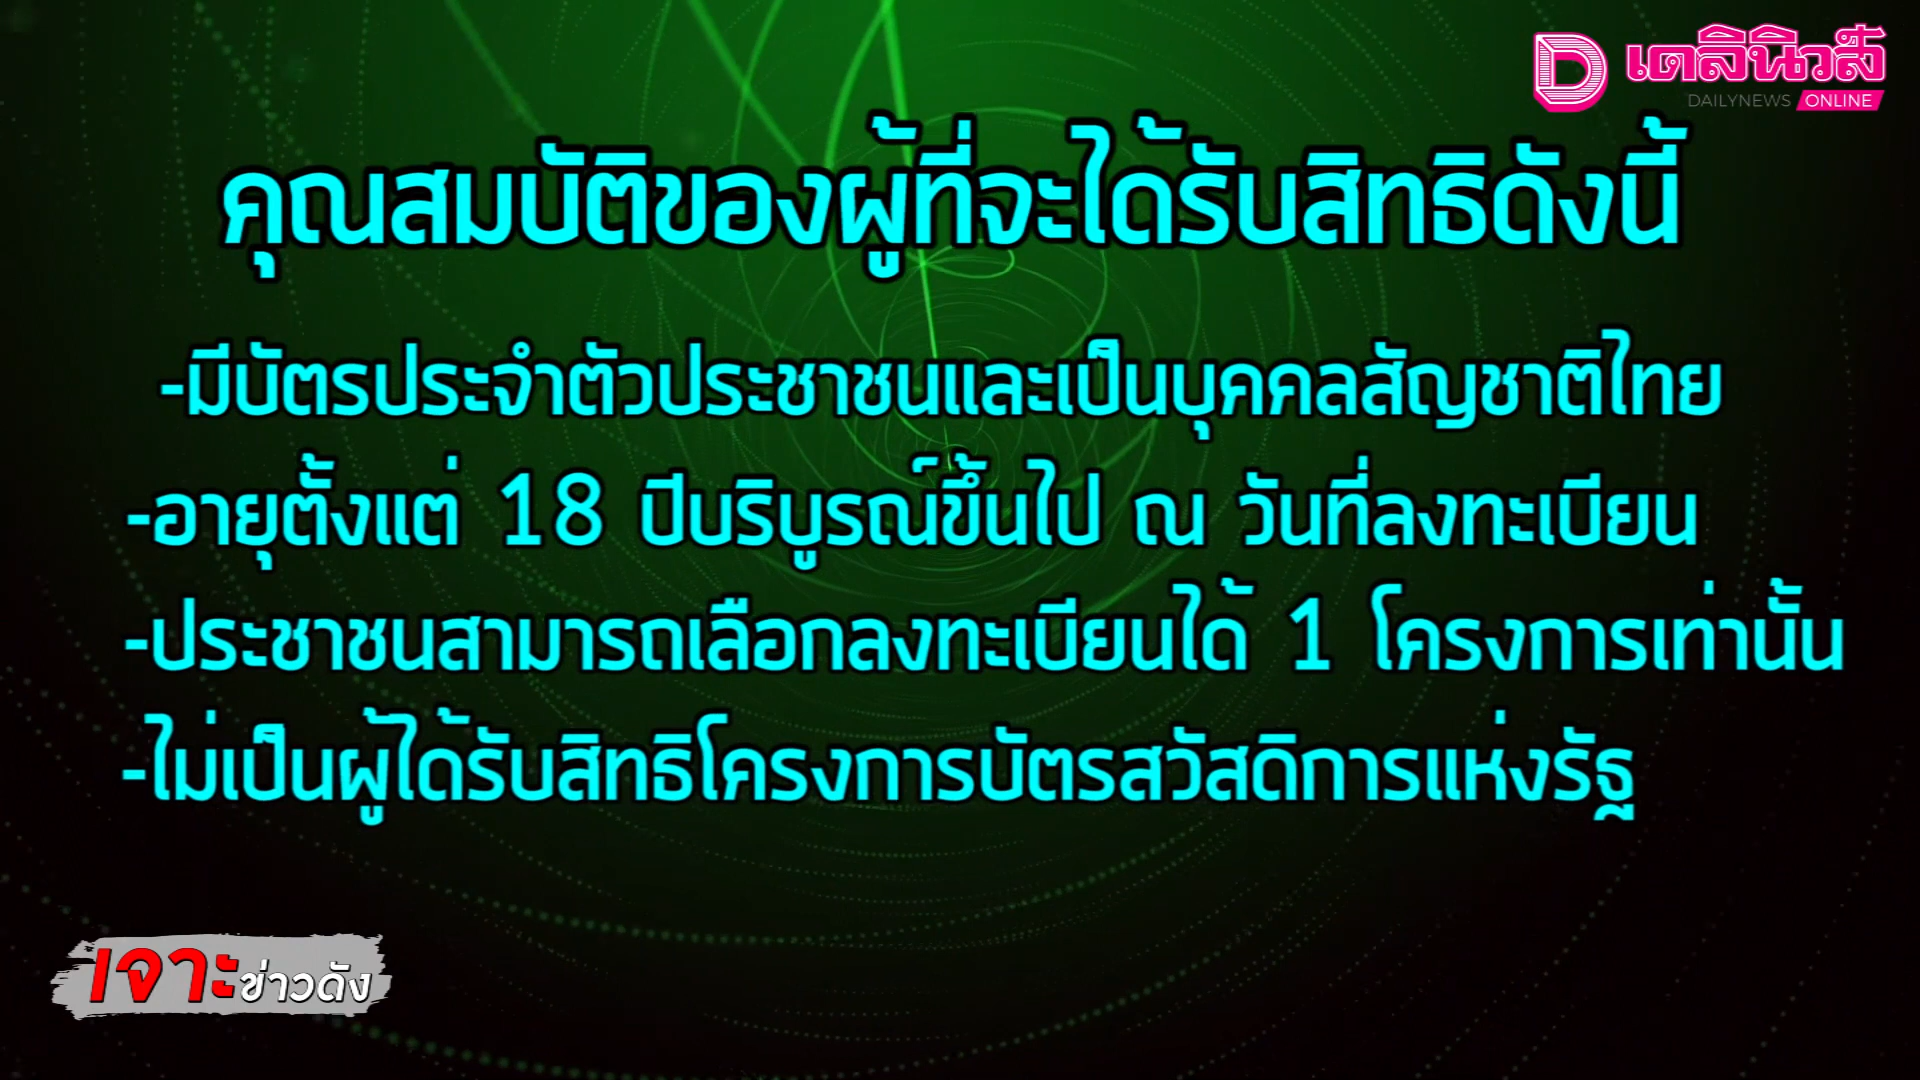 เดลินิวส์
DAILYNEWS ONLINE
คุณสมบัติของผู้ที่จะได้รับสิทธิดังนี้
-มีบัตรประจำตัวประชาชนและเป็นบุคคลสัญชาติไทย
-อายุตั้งแต่ 18 ปีบริบูรณ์ขึ้นไป ณ วันที่ลงทะเบียน
-ประชาชนสามารถเลือกลงทะเบียนได้ 1 โครงการเท่านั้น
-ไม่เป็นผู้ได้รับสิทธิโครงการบัตรสวัสดิการแห่งรัฐ
เจาะข่าวดัง